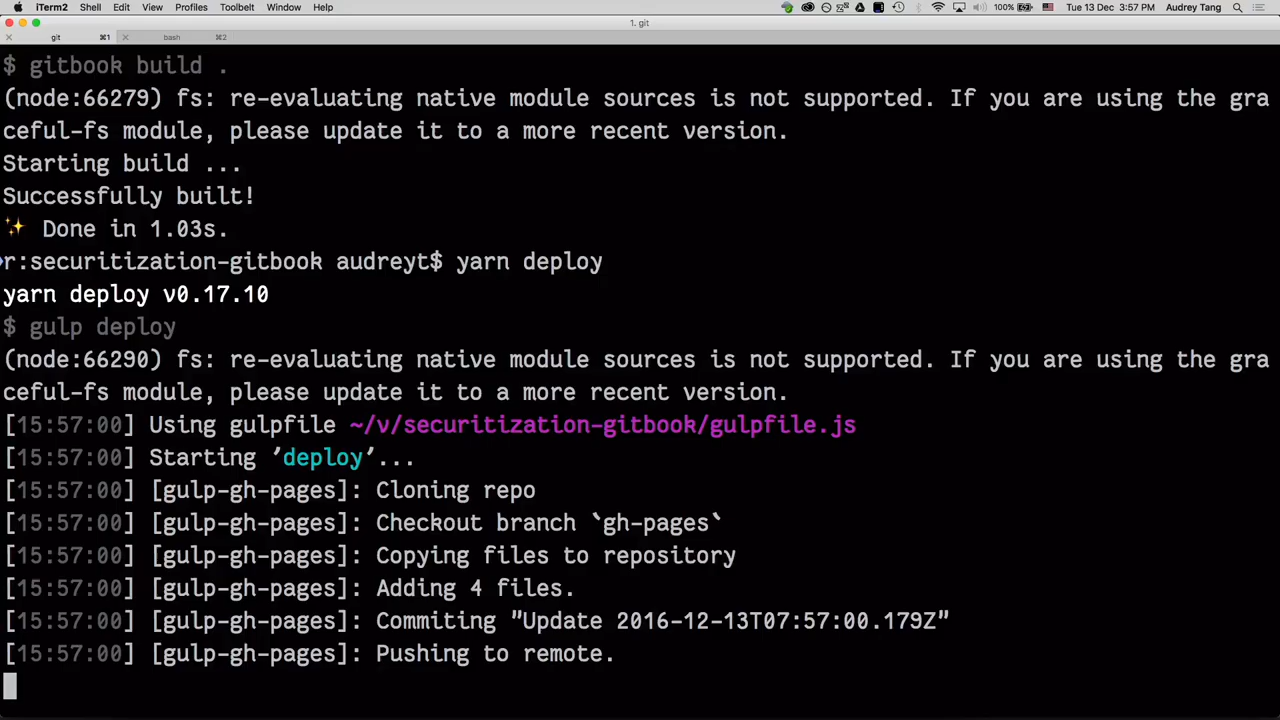 iTerm2 Shell Edit View Profiles Toolbelt Window Help 100% Tue 13 Dec 3:57 PM Audrey Tang
1. git
git ⌘1 bash ⌘2
$ gitbook build .
(node:66279) fs: re-evaluating native module sources is not supported. If you are using the gra
ceful-fs module, please update it to a more recent version.
Starting build ...
Successfully built!
✨ Done in 1.03s.
r:securitization-gitbook audreyt$ yarn deploy
yarn deploy v0.17.10
$ gulp deploy
(node:66290) fs: re-evaluating native module sources is not supported. If you are using the gra
ceful-fs module, please update it to a more recent version.
[15:57:00] Using gulpfile ~/v/securitization-gitbook/gulpfile.js
[15:57:00] Starting 'deploy'...
[15:57:00] [gulp-gh-pages]: Cloning repo
[15:57:00] [gulp-gh-pages]: Checkout branch `gh-pages`
[15:57:00] [gulp-gh-pages]: Copying files to repository
[15:57:00] [gulp-gh-pages]: Adding 4 files.
[15:57:00] [gulp-gh-pages]: Commiting "Update 2016-12-13T07:57:00.179Z"
[15:57:00] [gulp-gh-pages]: Pushing to remote.